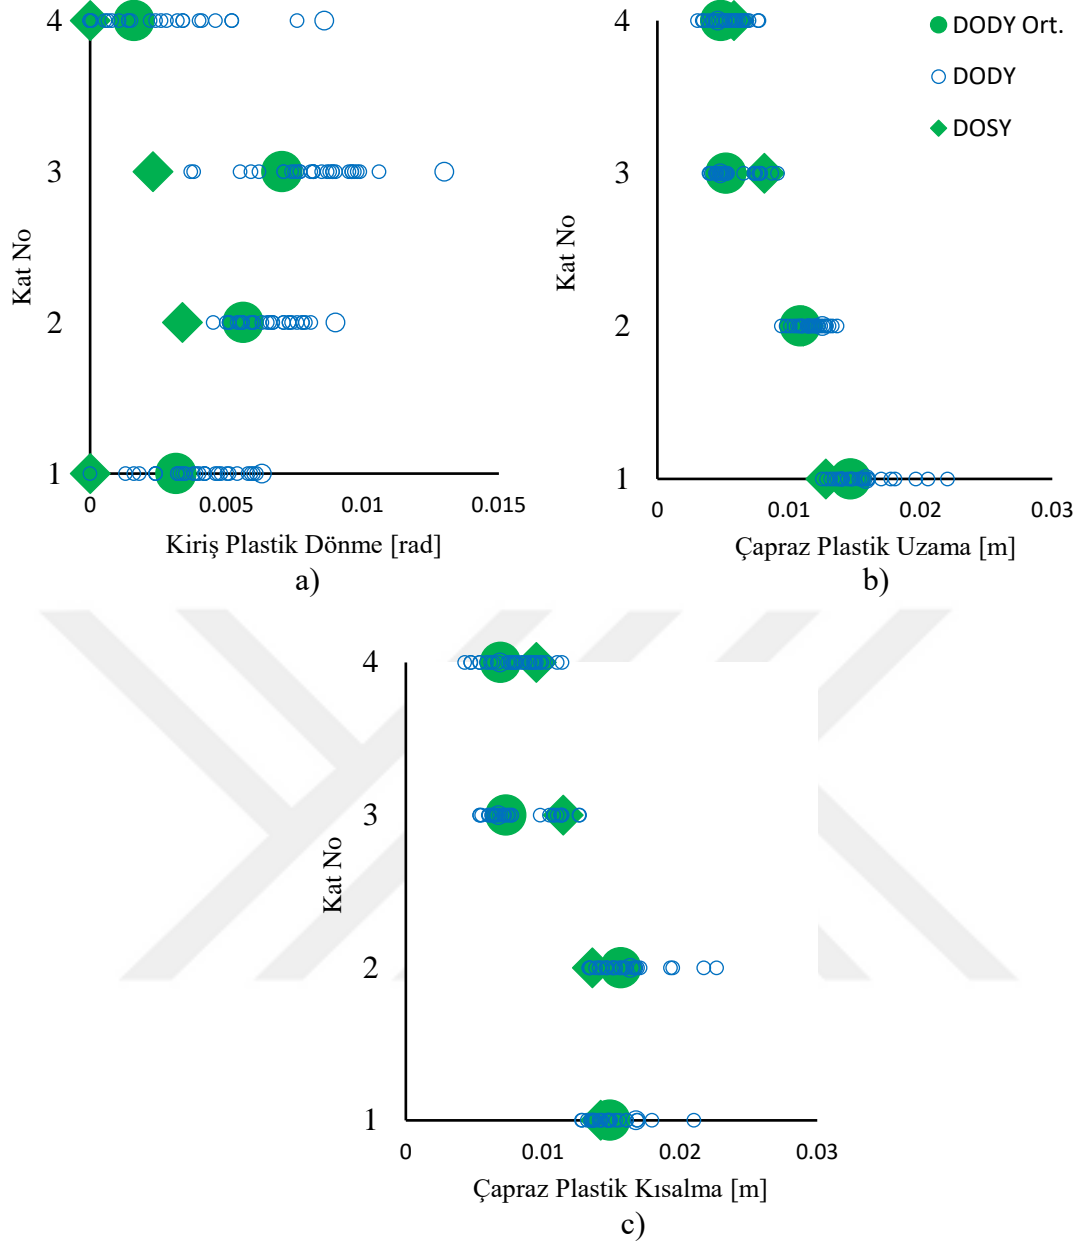 4
3
2
1
Kat No
0 0.005 0.01 0.015
Kiriş Plastik Dönme [rad]
a)
4
3
2
1
Kat No
0 0.01 0.02 0.03
Çapraz Plastik Uzama [m]
b)
DODY Ort.
DODY
DOSY
4
3
2
1
Kat No
0 0.01 0.02 0.03
Çapraz Plastik Kısalma [m]
c)